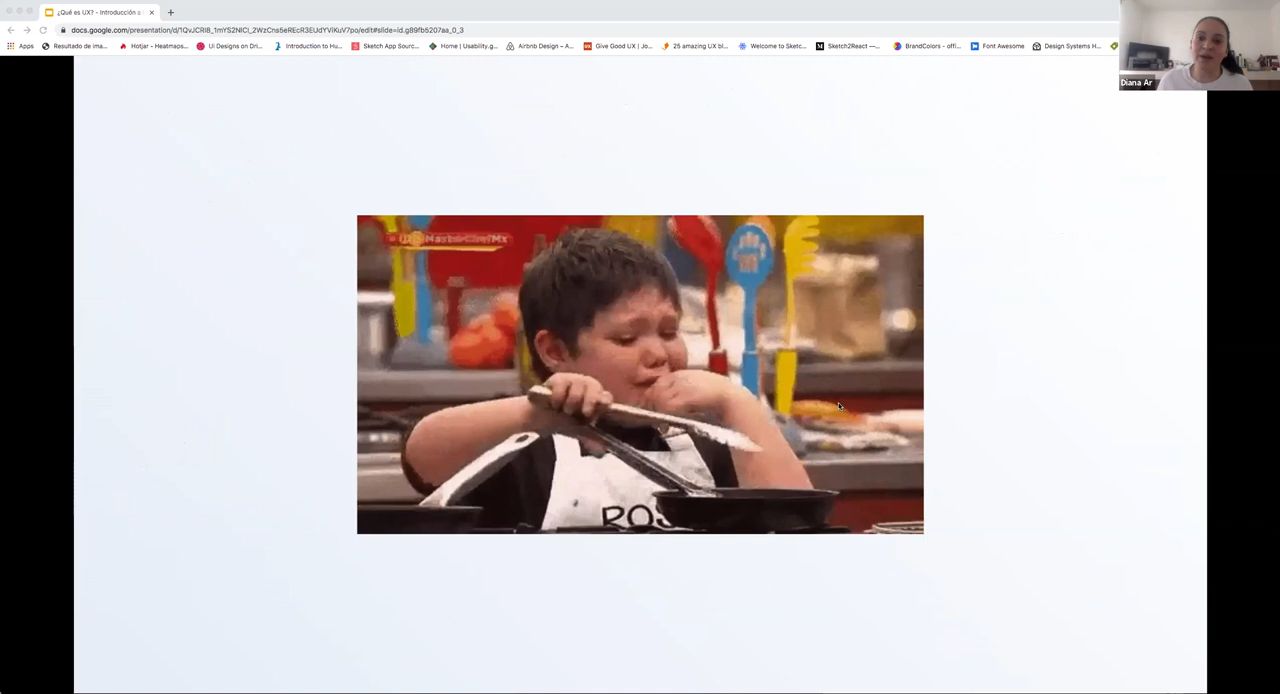 ¿Qué es UX? - Introducción a
docs.google.com/presentation/d/
edit#slide=id.g89fb5207aa_0_3
Apps
Resultado de ima...
Hotjar - Heatmaps...
Ui Designs on Dri...
Introduction to Hu...
Sketch App Sourc...
Home | Usability.g...
Airbnb Design – A...
Give Good UX | Jo...
25 amazing UX bl...
Welcome to Sketc...
Sketch2React —...
BrandColors - offi...
Font Awesome
Design Systems H...
Diana Ar
MasterChefMx
ROS